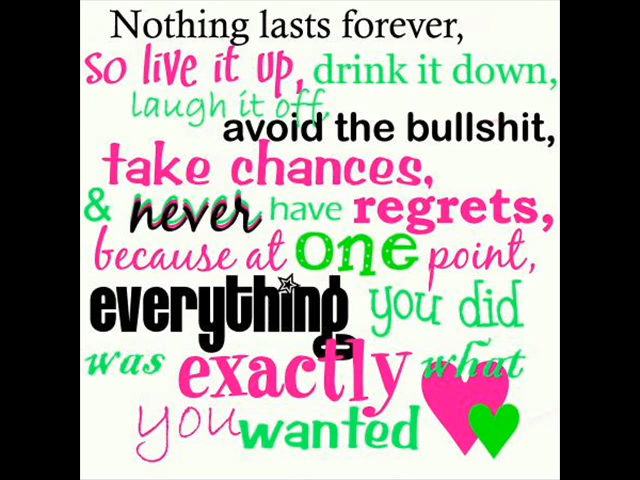 Nothing lasts forever,
so live it up, drink it down,
laugh it off,
avoid the bullshit,
take chances,
& never have regrets,
because at one point,
everything you did
was exactly what
you wanted